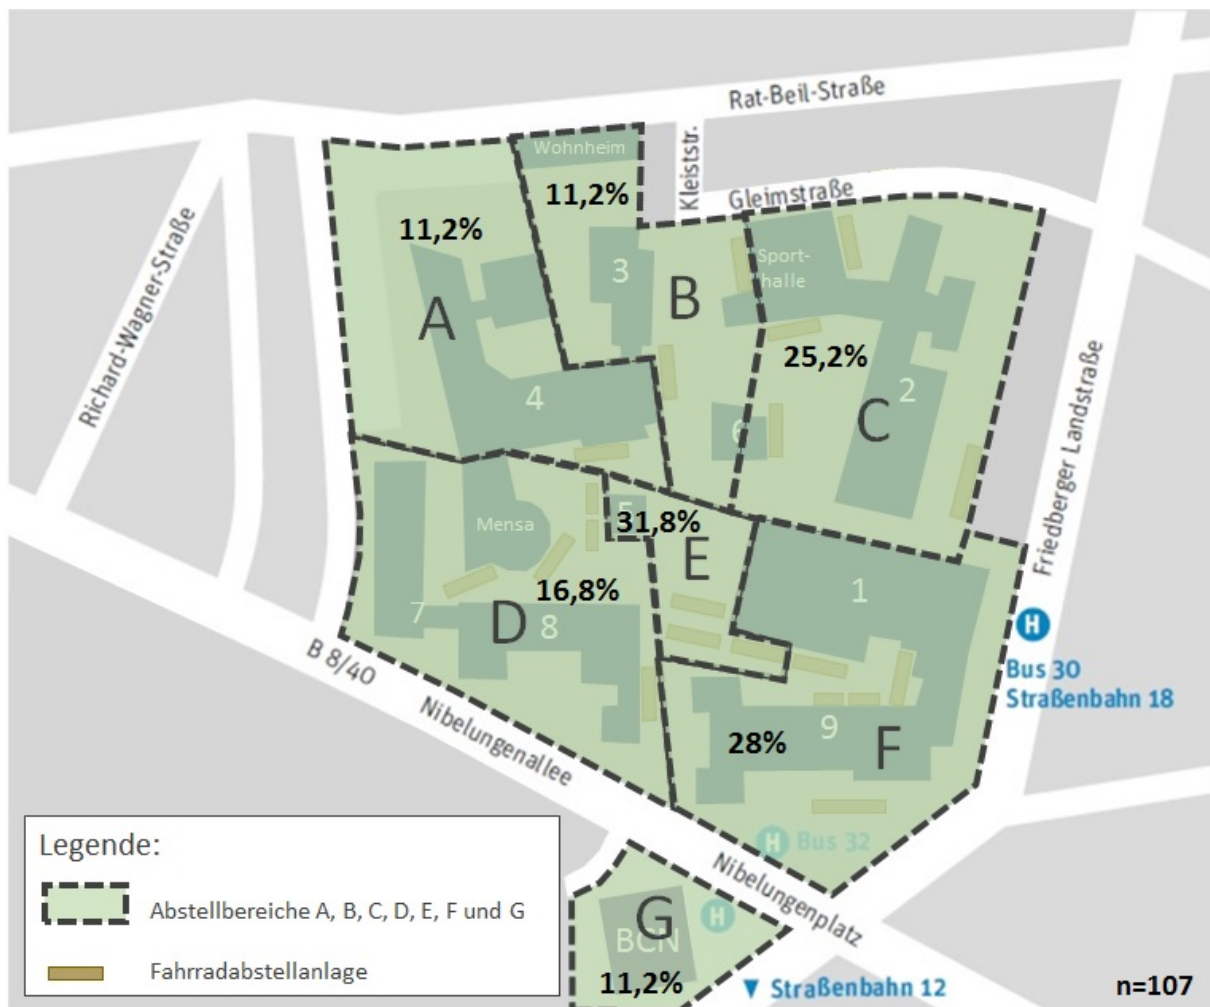 Rat-Beil-Straße
Wohnheim
Kleiststr.
11,2%
Gleimstraße
11,2%
Richard-Wagner-Straße
Sport-
halle
3
B
A
25,2%
Friedberger Landstraße
4
2
C
6
5
Mensa
31,8%
E
16,8%
1
7
D
8
H
B 8/40
Bus 30
Straßenbahn 18
Nibelungenallee
28%
9
F
Legende:
H Bus 32
Abstellbereiche A, B, C, D, E, F und G
Nibelungenplatz
G
H
BCN
Fahrradabstellanlage
11,2%
Straßenbahn 12
n=107